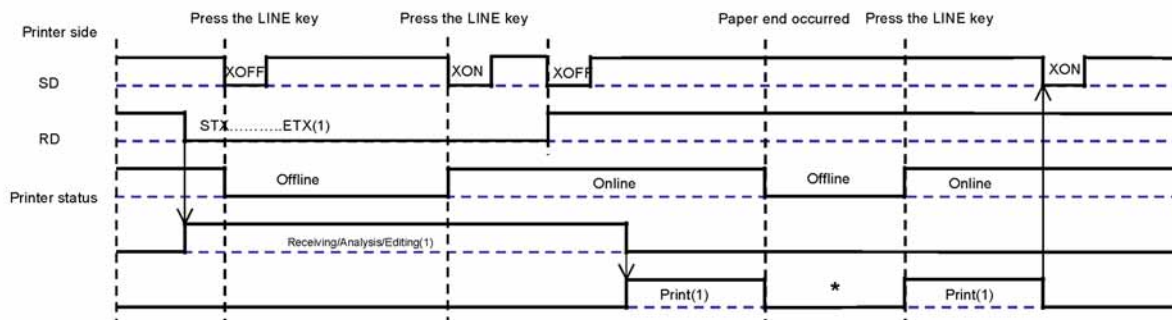 Press the LINE key Press the LINE key Paper end occurred Press the LINE key
Printer side
XOFF XON XOFF XON
SD
STX...........ETX(1)
RD
Offline Online Offline Online
Printer status
Receiving/Analysis/Editing(1)
Print(1) * Print(1)